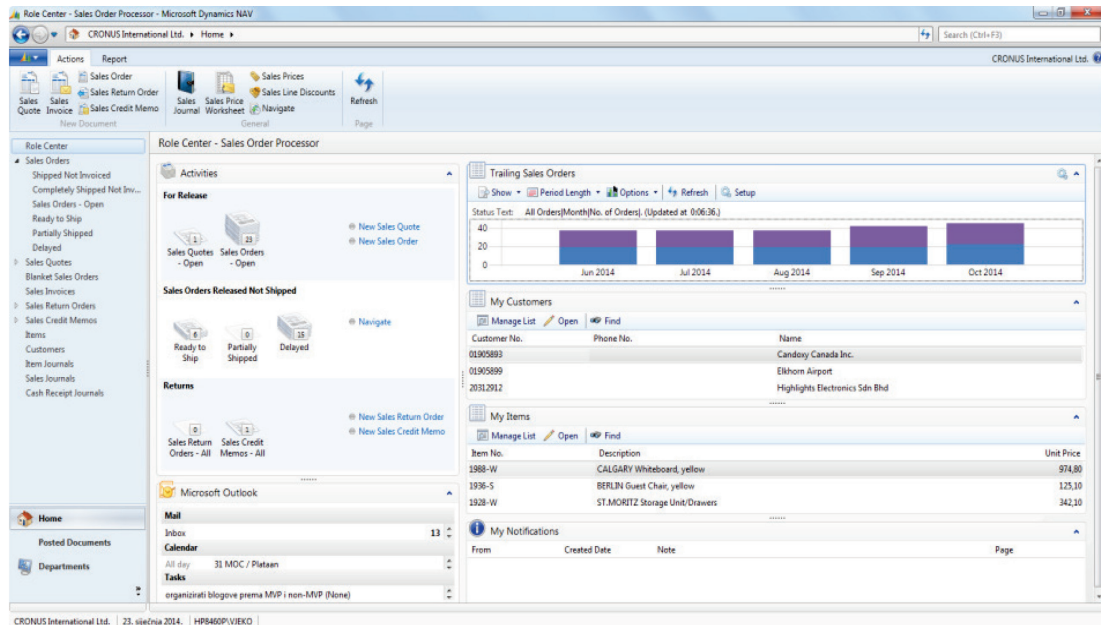 Role Center - Sales Order Processor - Microsoft Dynamics NAV
CRONUS International Ltd. ▸ Home ▸
Search (Ctrl+F3)
Actions Report
CRONUS International Ltd.
Sales Quote
Sales Invoice
Sales Order
Sales Return Order
Sales Credit Memo
New Document
Sales Journal
Sales Price Worksheet
Sales Prices
Sales Line Discounts
Navigate
General
Refresh
Page
Role Center
Sales Orders
Shipped Not Invoiced
Completely Shipped Not Inv...
Sales Orders - Open
Ready to Ship
Partially Shipped
Delayed
Sales Quotes
Blanket Sales Orders
Sales Invoices
Sales Return Orders
Sales Credit Memos
Items
Customers
Item Journals
Sales Journals
Cash Receipt Journals
Home
Posted Documents
Departments
Role Center - Sales Order Processor
Activities
For Release
1
Sales Quotes - Open
23
Sales Orders - Open
New Sales Quote
New Sales Order
Sales Orders Released Not Shipped
6
Ready to Ship
0
Partially Shipped
Delayed
Navigate
Returns
0
Sales Return Orders - All
1
Sales Credit Memos - All
New Sales Return Order
New Sales Credit Memo
Microsoft Outlook
Mail
Inbox 13
Calendar
All day 31 MOC / Plataan
Tasks
organizirati blogove prema MVP i non-MVP (None)
Trailing Sales Orders
Show Period Length Options Refresh Setup
Status Text: All Orders|Month|No. of Orders|. (Updated at 0:06:36.)
40
20
0
Jun 2014 Jul 2014 Aug 2014 Sep 2014 Oct 2014
My Customers
Manage List Open Find
Customer No. Phone No. Name
01905893 Candoxy Canada Inc.
01905899 Elkhorn Airport
20312912 Highlights Electronics Sdn Bhd
My Items
Manage List Open Find
Item No. Description Unit Price
1988-W CALGARY Whiteboard, yellow 974,80
1936-S BERLIN Guest Chair, yellow 125,10
1928-W ST.MORITZ Storage Unit/Drawers 342,10
My Notifications
From Created Date Note Page
CRONUS International Ltd. 23. siječnja 2014. HP8460P\VJEKO